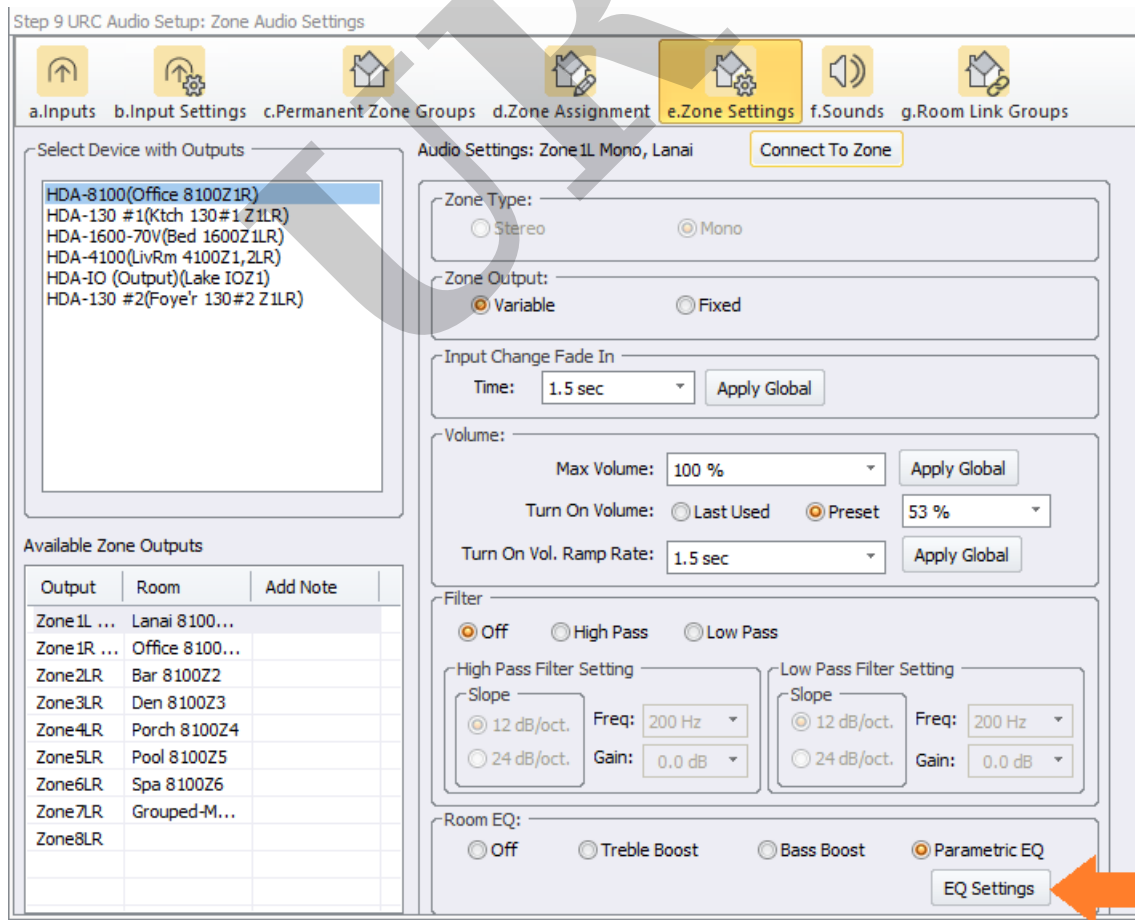 Step 9 URC Audio Setup: Zone Audio Settings
a.Inputs b.Input Settings c.Permanent Zone Groups d.Zone Assignment e.Zone Settings f.Sounds g.Room Link Groups
Select Device with Outputs
HDA-8100(Office 8100Z1R)
HDA-130 #1(Ktch 130#1 Z1LR)
HDA-1600-70V(Bed 1600Z1LR)
HDA-4100(LivRm 4100Z1,2LR)
HDA-IO (Output)(Lake IOZ1)
HDA-130 #2(Foye'r 130#2 Z1LR)
Available Zone Outputs
Output Room Add Note
Zone1L ... Lanai 8100...
Zone1R ... Office 8100...
Zone2LR Bar 8100Z2
Zone3LR Den 8100Z3
Zone4LR Porch 8100Z4
Zone5LR Pool 8100Z5
Zone6LR Spa 8100Z6
Zone7LR Grouped-M...
Zone8LR
Audio Settings: Zone1L Mono, Lanai Connect To Zone
Zone Type:
Stereo Mono
Zone Output:
Variable Fixed
Input Change Fade In
Time: 1.5 sec Apply Global
Volume:
Max Volume: 100 % Apply Global
Turn On Volume: Last Used Preset 53 %
Turn On Vol. Ramp Rate: 1.5 sec Apply Global
Filter
Off High Pass Low Pass
High Pass Filter Setting
Slope
12 dB/oct. Freq: 200 Hz
24 dB/oct. Gain: 0.0 dB
Low Pass Filter Setting
Slope
12 dB/oct. Freq: 200 Hz
24 dB/oct. Gain: 0.0 dB
Room EQ:
Off Treble Boost Bass Boost Parametric EQ
EQ Settings